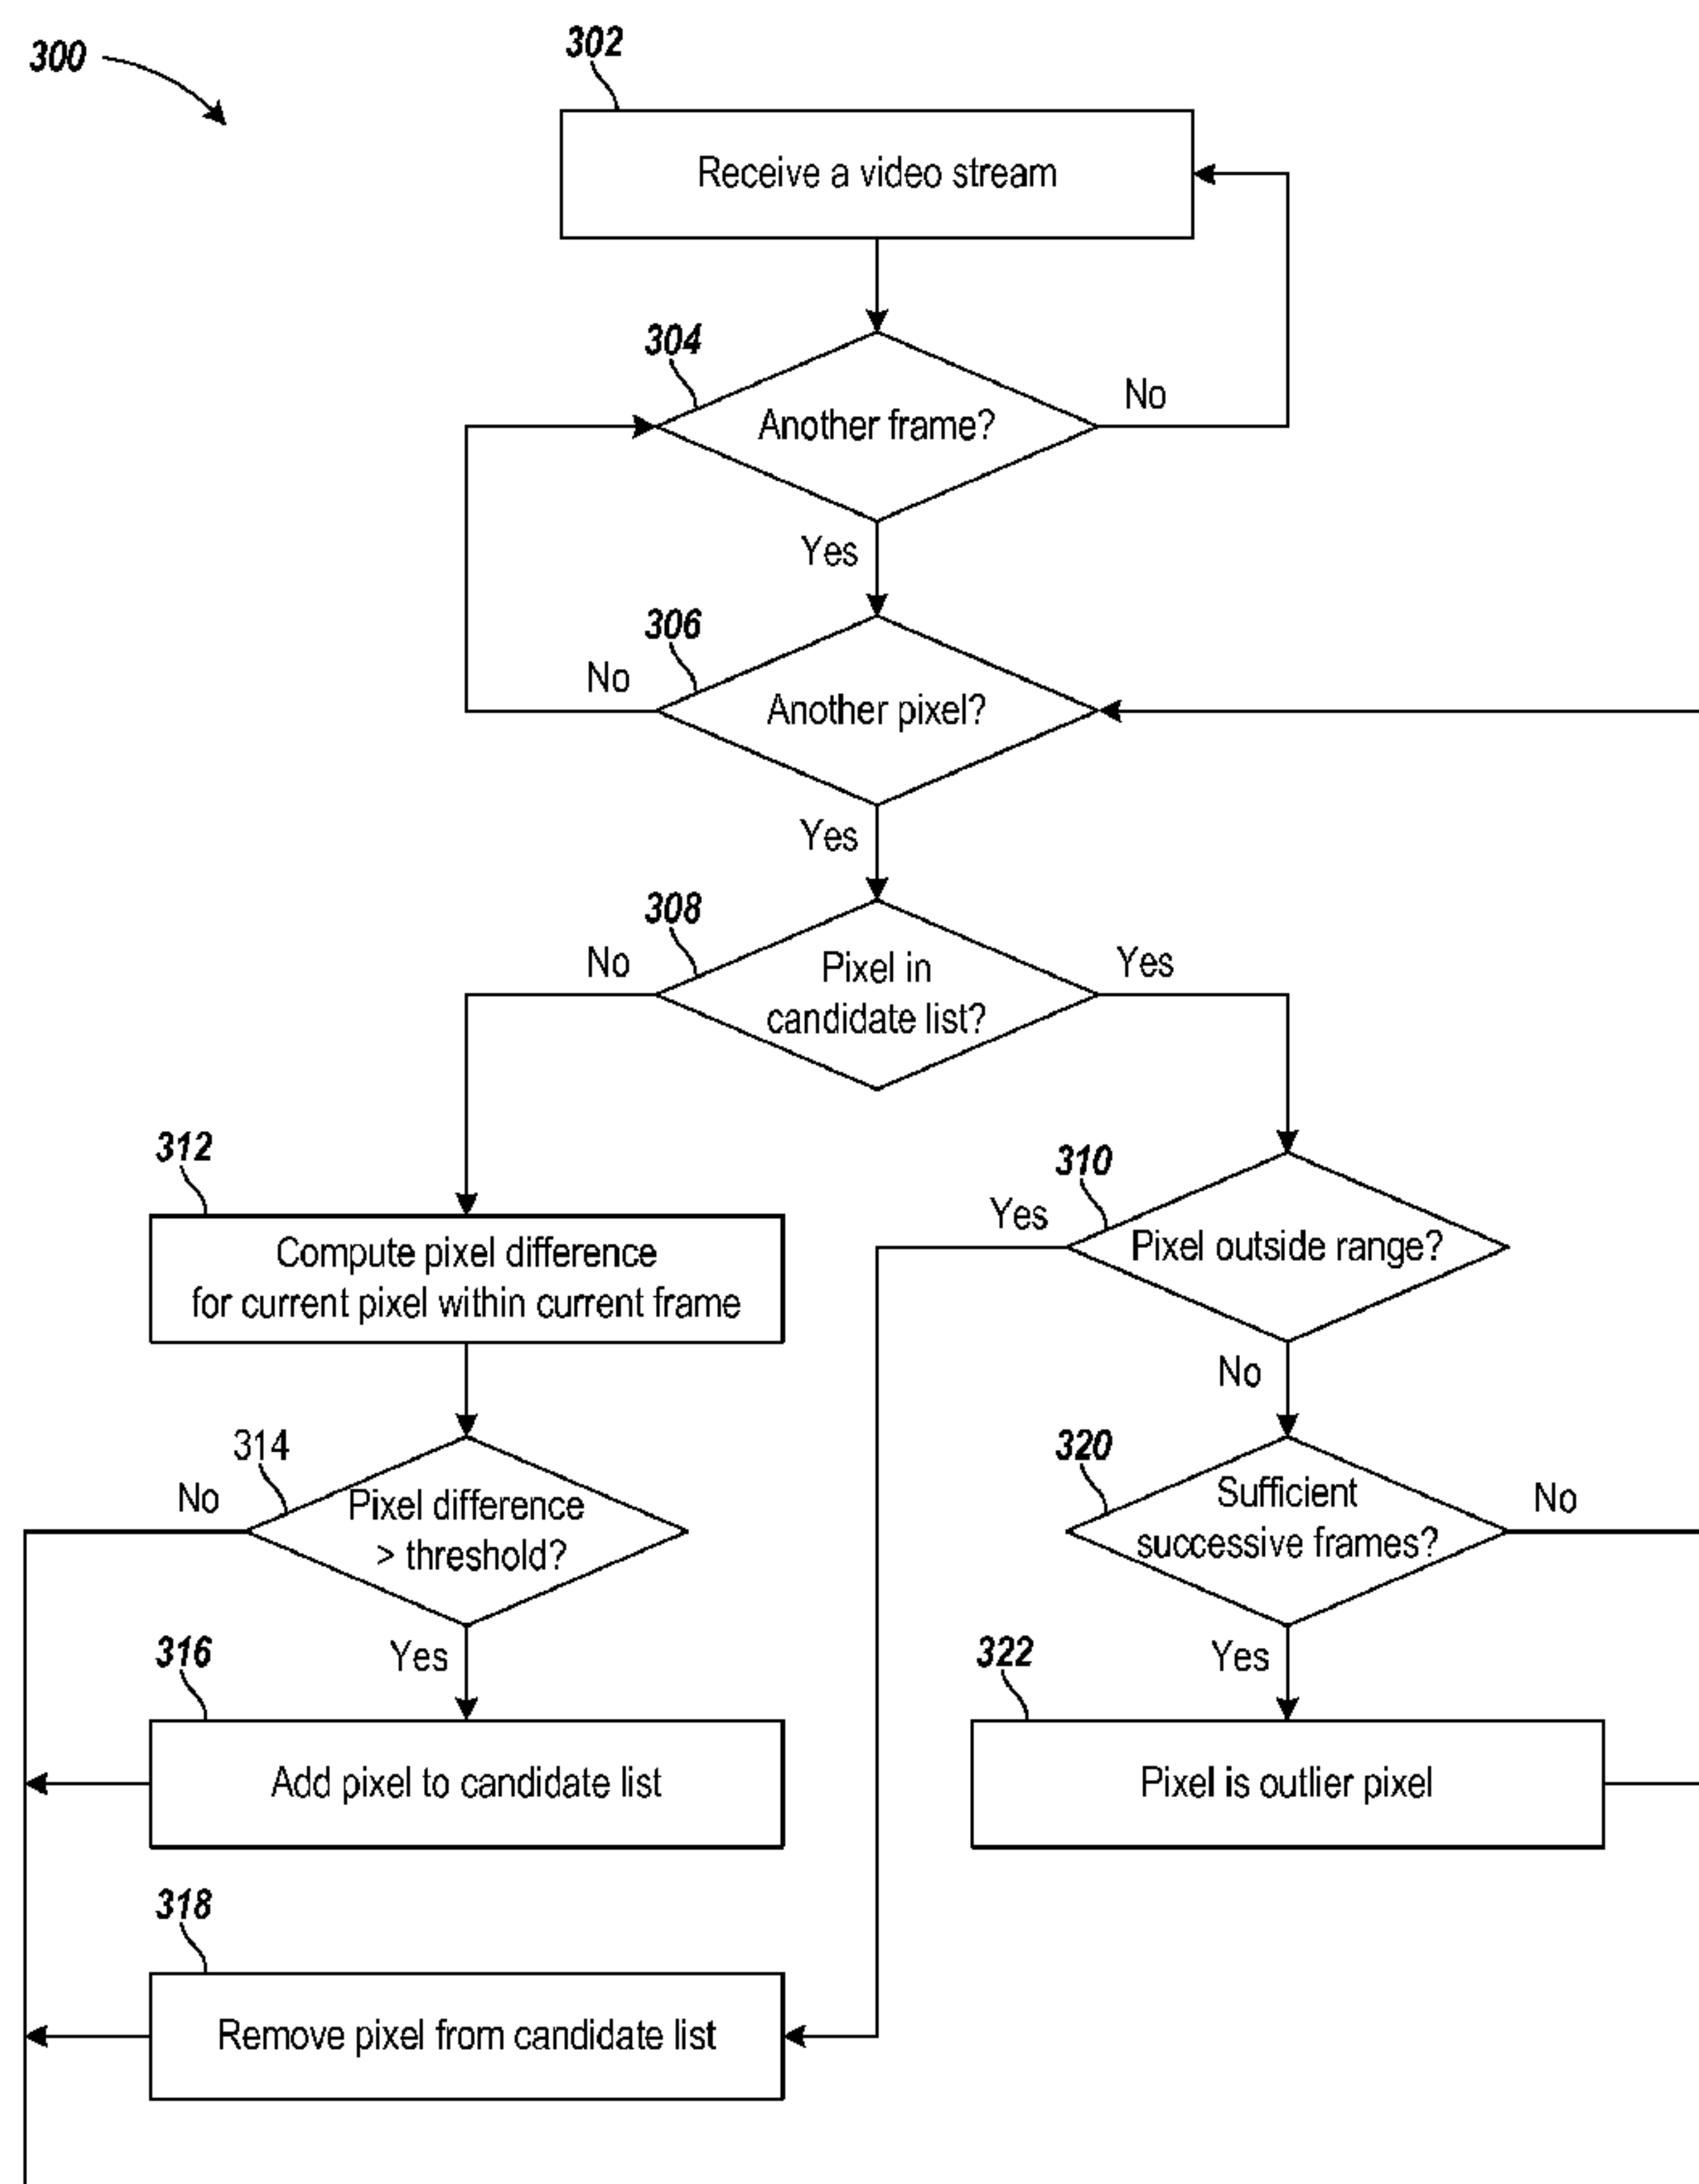 300
302
Receive a video stream
304
Another frame?
No
Yes
306
No
Another pixel?
Yes
308
No
Pixel in
candidate list?
Yes
312
Compute pixel difference
for current pixel within current frame
310
Yes
Pixel outside range?
No
314
No
Pixel difference
> threshold?
Yes
320
Sufficient
successive frames?
No
Yes
316
Add pixel to candidate list
322
Pixel is outlier pixel
318
Remove pixel from candidate list